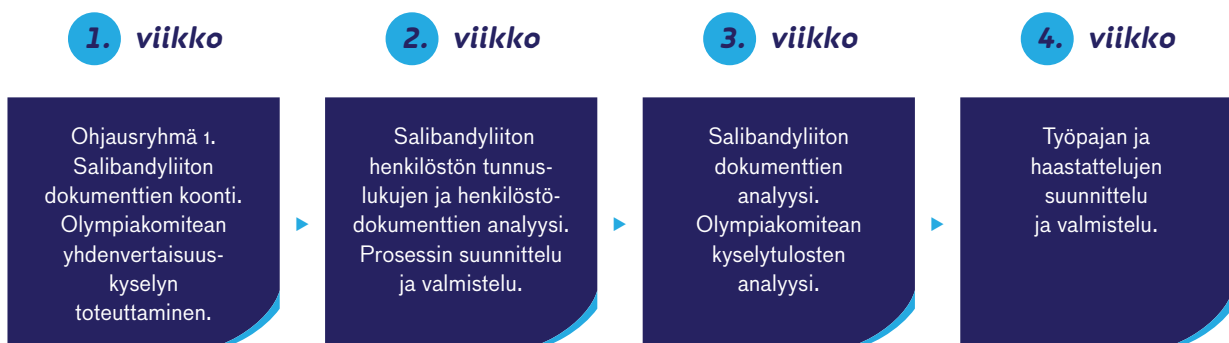 1. viikko
Ohjausryhmä 1.
Salibandyliiton
dokumenttien koonti.
Olympiakomitean
yhdenvertaisuus-
kyselyn
toteuttaminen.
2. viikko
Salibandyliiton
henkilöstön tunnus-
lukujen ja henkilöstö-
dokumenttien analyysi.
Prosessin suunnittelu
ja valmistelu.
3. viikko
Salibandyliiton
dokumenttien
analyysi.
Olympiakomitean
kyselytulosten
analyysi.
4. viikko
Työpajan ja
haastattelujen
suunnittelu
ja valmistelu.